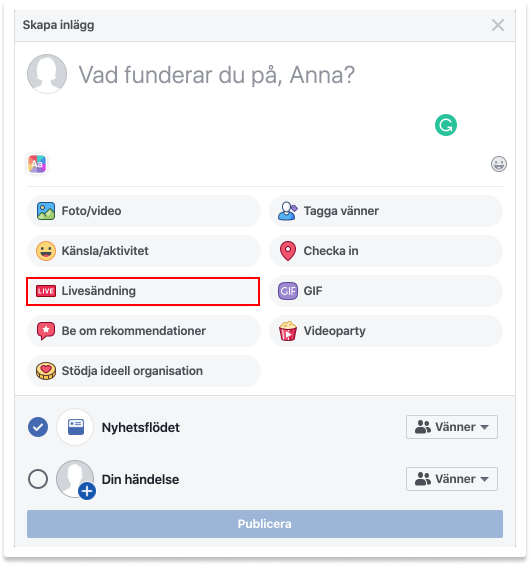 Skapa inlägg
Vad funderar du på, Anna?
Aa
Foto/video
Tagga vänner
Känsla/aktivitet
Checka in
LIVE Livesändning
GIF GIF
Be om rekommendationer
Videoparty
Stödja ideell organisation
Nyhetsflödet
Vänner
Din händelse
Vänner
Publicera